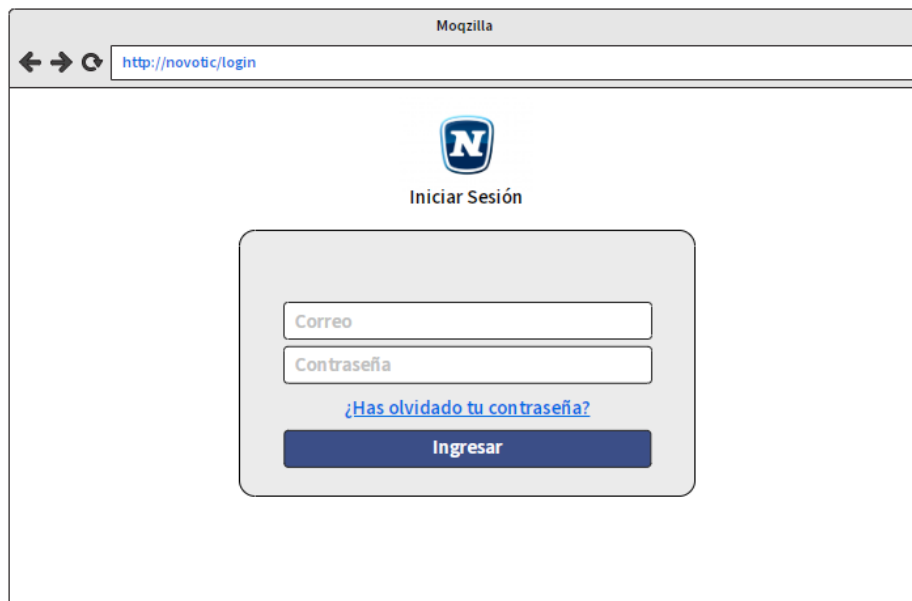 Moqzilla
http://novotic/login
N
Iniciar Sesión
Correo
Contraseña
¿Has olvidado tu contraseña?
Ingresar